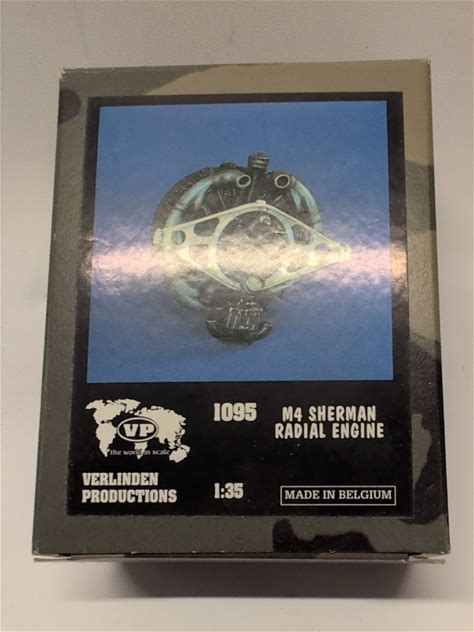 1095
M4 SHERMAN
RADIAL ENGINE
VP
the world in scale
VERLINDEN
PRODUCTIONS
1:35
MADE IN BELGIUM